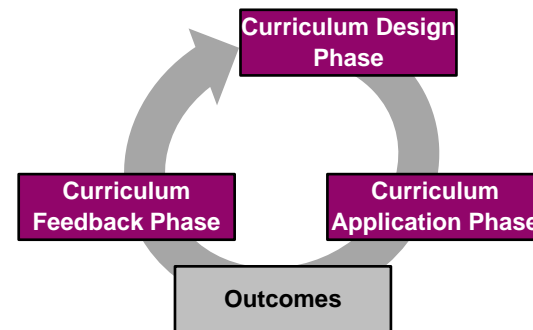 Curriculum Design
Phase
Curriculum
Feedback Phase
Curriculum
Application Phase
Outcomes